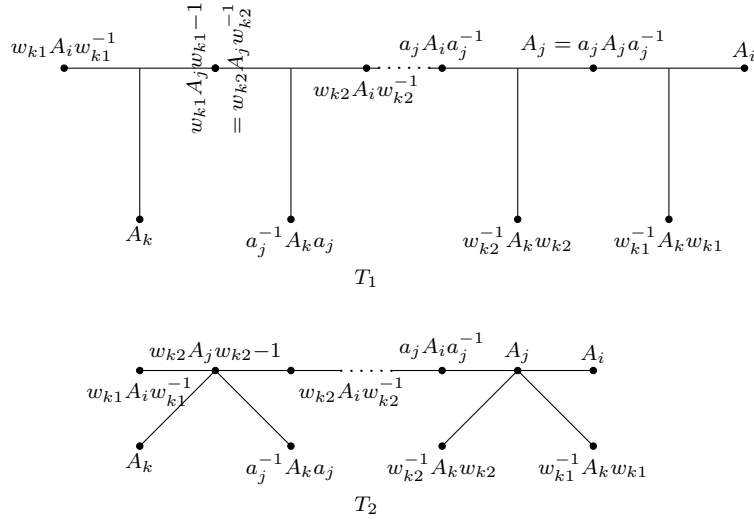 w_{k1}A_iw_{k1}^{-1}
w_{k1}A_jw_{k1}-1
= w_{k2}A_jw_{k2}^{-1}
w_{k2}A_iw_{k2}^{-1}
a_jA_ia_j^{-1}
A_j = a_jA_ja_j^{-1}
A_i
A_k
a_j^{-1}A_ka_j
w_{k2}^{-1}A_kw_{k2}
w_{k1}^{-1}A_kw_{k1}
T_1
w_{k2}A_jw_{k2}-1
a_jA_ia_j^{-1}
A_j
A_i
w_{k1}A_iw_{k1}^{-1}
w_{k2}A_iw_{k2}^{-1}
A_k
a_j^{-1}A_ka_j
w_{k2}^{-1}A_kw_{k2}
w_{k1}^{-1}A_kw_{k1}
T_2